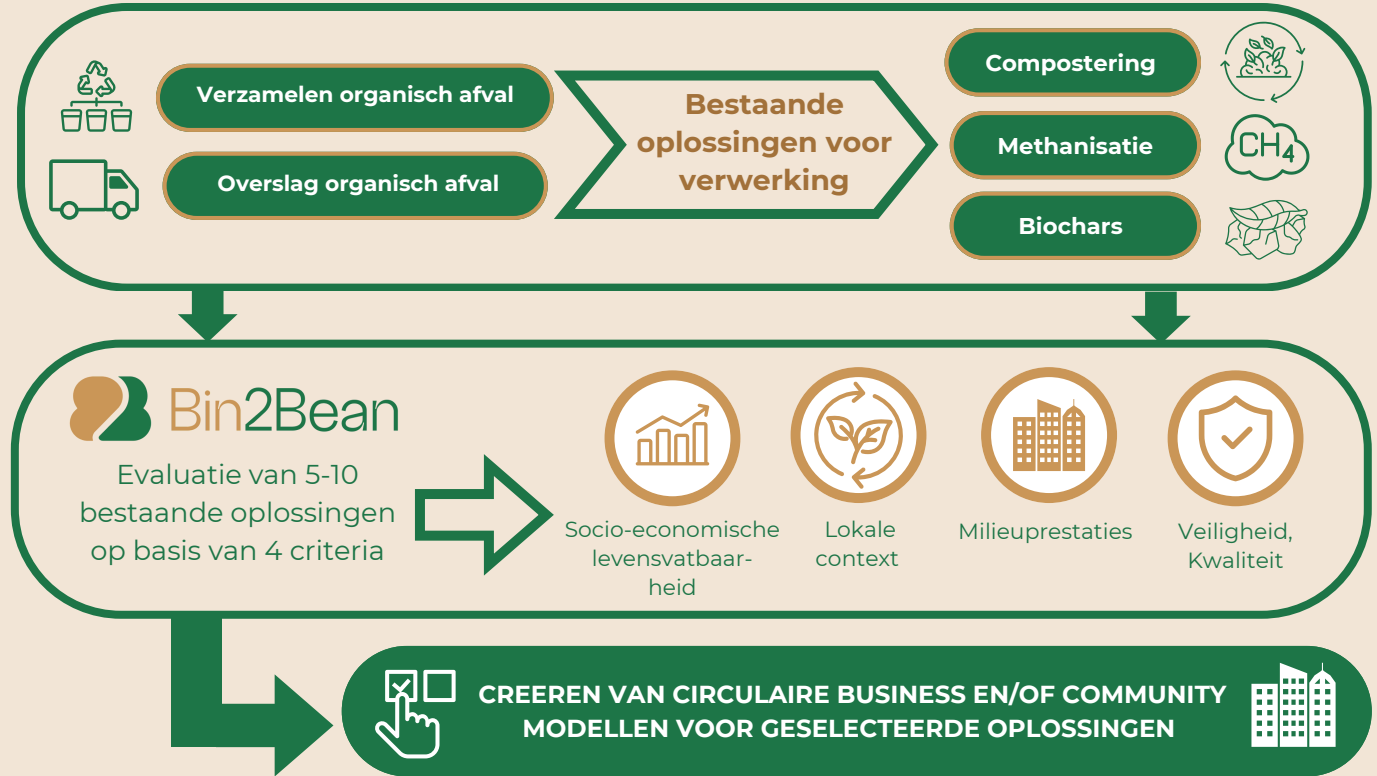 Verzamelen organisch afval
Overslag organisch afval
Bestaande
oplossingen voor
verwerking
Compostering
Methanisatie
Biochars
CH4
Bin2Bean
Evaluatie van 5-10
bestaande oplossingen
op basis van 4 criteria
Socio-economische
levensvatbaar-
heid
Lokale
context
Milieuprestaties
Veiligheid,
Kwaliteit
CREEREN VAN CIRCULAIRE BUSINESS EN/OF COMMUNITY
MODELLEN VOOR GESELECTEERDE OPLOSSINGEN